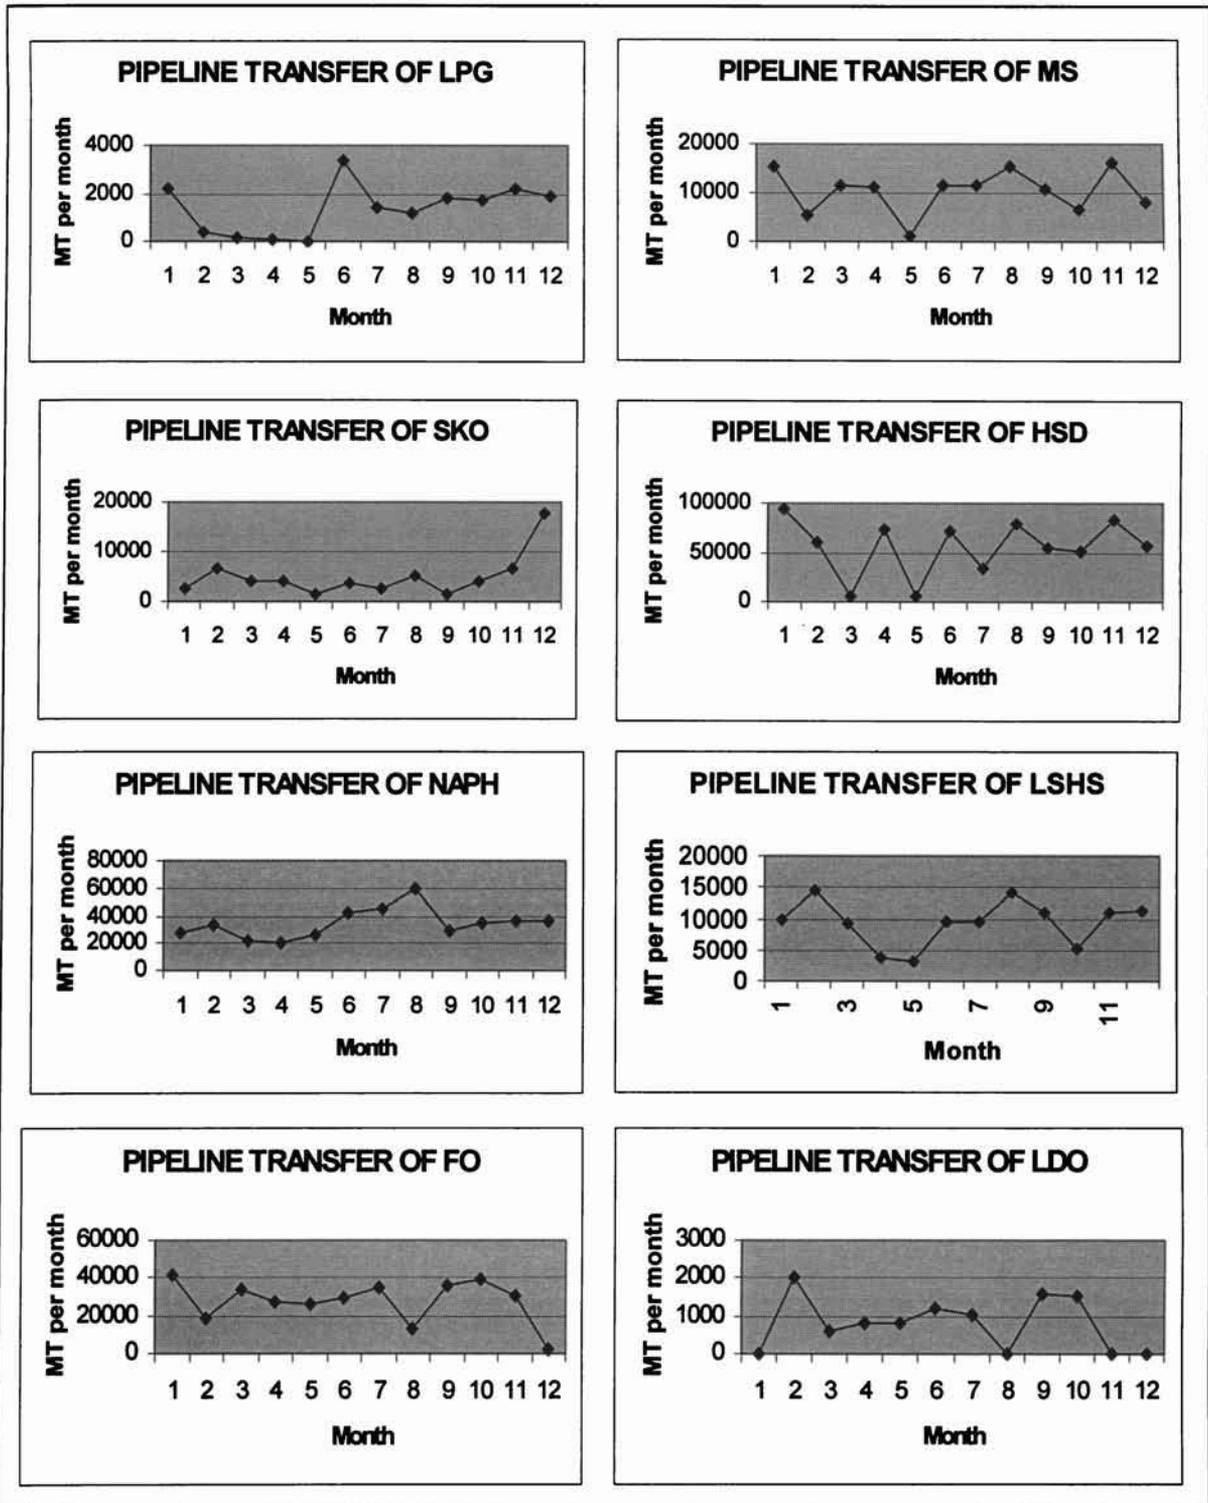 PIPELINE TRANSFER OF LPG
MT per month
4000
2000
0
1 2 3 4 5 6 7 8 9 10 11 12
Month
PIPELINE TRANSFER OF MS
MT per month
20000
10000
0
1 2 3 4 5 6 7 8 9 10 11 12
Month
PIPELINE TRANSFER OF SKO
MT per month
20000
10000
0
1 2 3 4 5 6 7 8 9 10 11 12
Month
PIPELINE TRANSFER OF HSD
MT per month
100000
50000
0
1 2 3 4 5 6 7 8 9 10 11 12
Month
PIPELINE TRANSFER OF NAPH
MT per month
80000
60000
40000
20000
0
1 2 3 4 5 6 7 8 9 10 11 12
Month
PIPELINE TRANSFER OF LSHS
MT per month
20000
15000
10000
5000
0
1 3 5 7 9 11
Month
PIPELINE TRANSFER OF FO
MT per month
60000
40000
20000
0
1 2 3 4 5 6 7 8 9 10 11 12
Month
PIPELINE TRANSFER OF LDO
MT per month
3000
2000
1000
0
1 2 3 4 5 6 7 8 9 10 11 12
Month